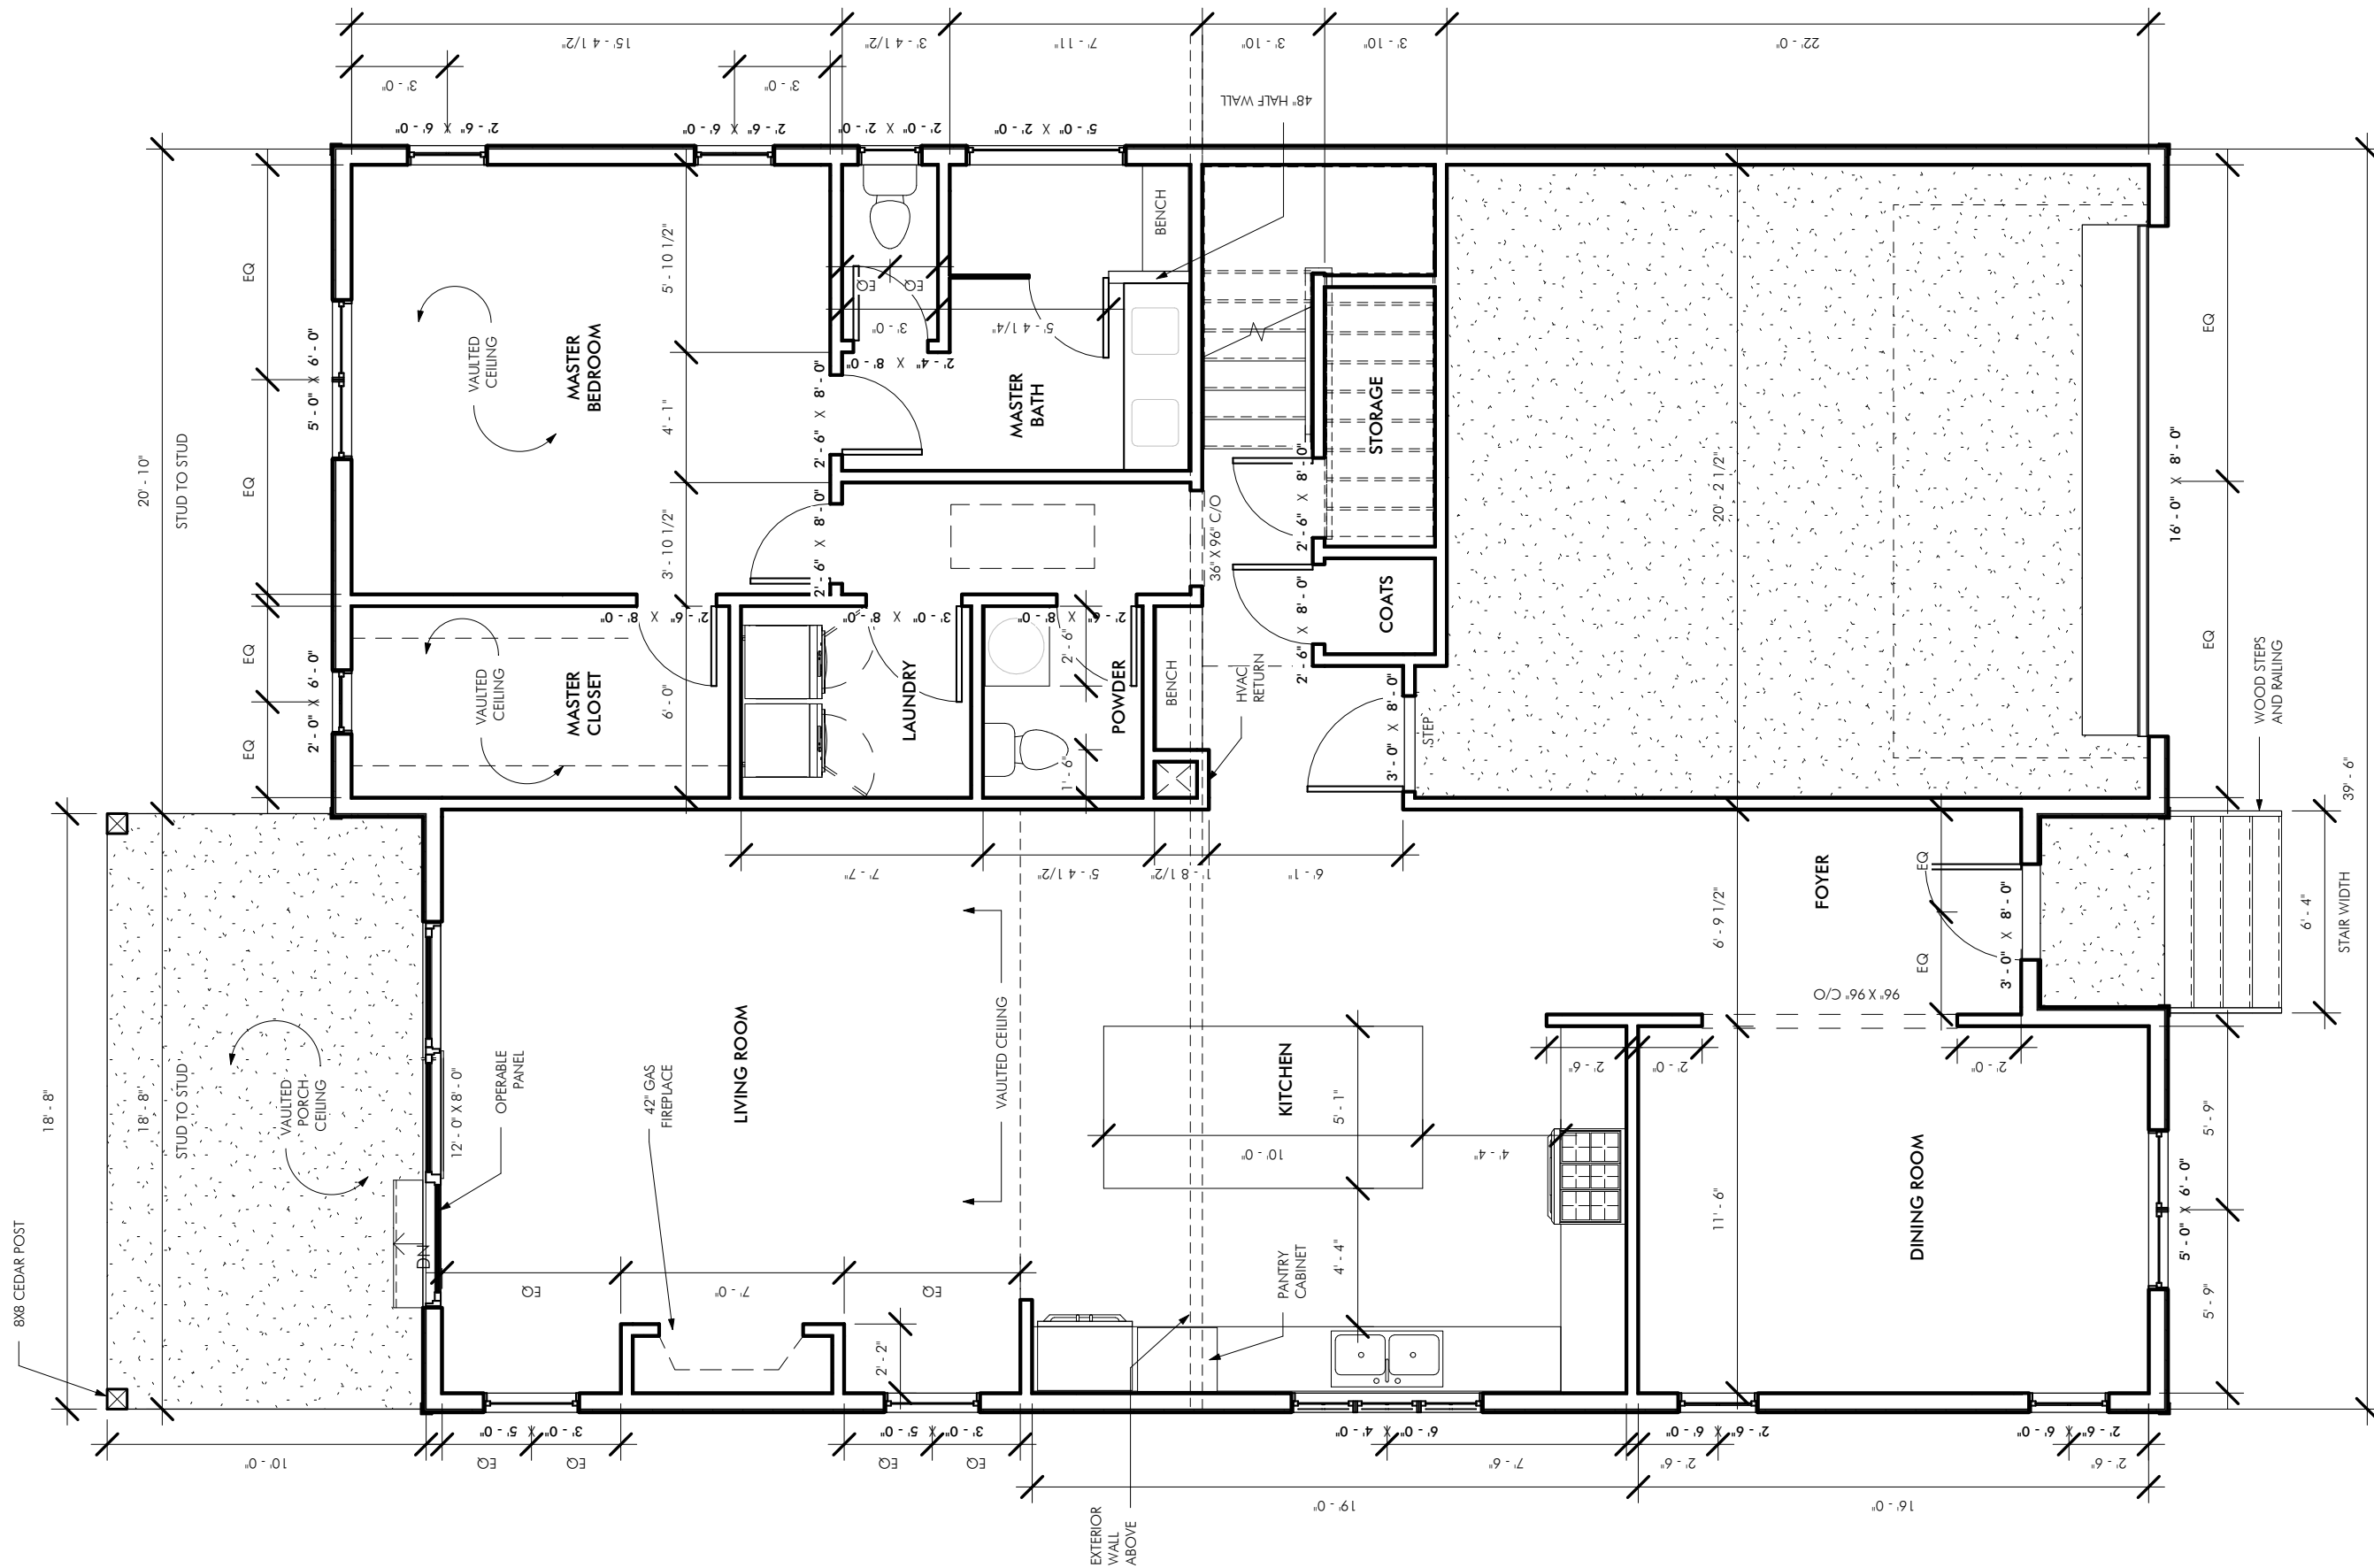 15' - 4 1/2"
3' - 4 1/2"
7' - 11"
3' - 10"
3' - 10"
22' - 0"
3' - 0"
3' - 0"
48" HALF WALL
2' - 6" X 6' - 0"
2' - 6" X 6' - 0"
2' - 0" X 2' - 0"
5' - 0" X 2' - 0"
20' - 10"
STUD TO STUD
EQ
EQ
EQ
EQ
5' - 0" X 6' - 0"
2' - 0" X 6' - 0"
VAULTED
CEILING
MASTER
BEDROOM
5' - 10 1/2"
4' - 1"
3' - 10 1/2"
6' - 0"
EQ
EQ
3' - 0"
5' - 4 1/4"
2' - 4" X 8' - 0"
2' - 6" X 8' - 0"
2' - 6" X 8' - 0"
MASTER
BATH
BENCH
STORAGE
2' - 6" X 8' - 0"
36" X 96" C/O
2' - 6" X 8' - 0"
COATS
20' - 2 1/2"
16' - 0" X 8' - 0"
EQ
EQ
VAULTED
CEILING
MASTER
CLOSET
2' - 6" X 8' - 0"
3' - 0" X 8' - 0"
LAUNDRY
2' - 6" X 8' - 0"
2' - 6"
1' - 6"
POWDER
BENCH
HVAC
RETURN
3' - 0" X 8' - 0"
STEP
WOOD STEPS
AND RAILING
39' - 6"
18' - 8"
18' - 8"
STUD TO STUD
VAULTED
PORCH
CEILING
8X8 CEDAR POST
DN
12' - 0" X 8' - 0"
OPERABLE
PANEL
7' - 7"
5' - 4 1/2"
1' - 8 1/2"
6' - 1"
LIVING ROOM
42" GAS
FIREPLACE
VAULTED CEILING
KITCHEN
5' - 1"
10' - 0"
4' - 4"
4' - 4"
PANTRY
CABINET
FOYER
6' - 9 1/2"
EQ
EQ
3' - 0" X 8' - 0"
96" X 96" C/O
6' - 4"
STAIR WIDTH
2' - 6"
2' - 0"
2' - 0"
11' - 6"
DINING ROOM
5' - 9"
5' - 9"
5' - 0" X 6' - 0"
EQ
7' - 0"
EQ
2' - 2"
10' - 0"
3' - 0" X 5' - 0"
EQ
EQ
3' - 0" X 5' - 0"
EQ
EQ
6' - 0" X 4' - 0"
7' - 6"
2' - 6" X 6' - 0"
2' - 6"
2' - 6" X 6' - 0"
2' - 6"
19' - 0"
16' - 0"
EXTERIOR
WALL
ABOVE